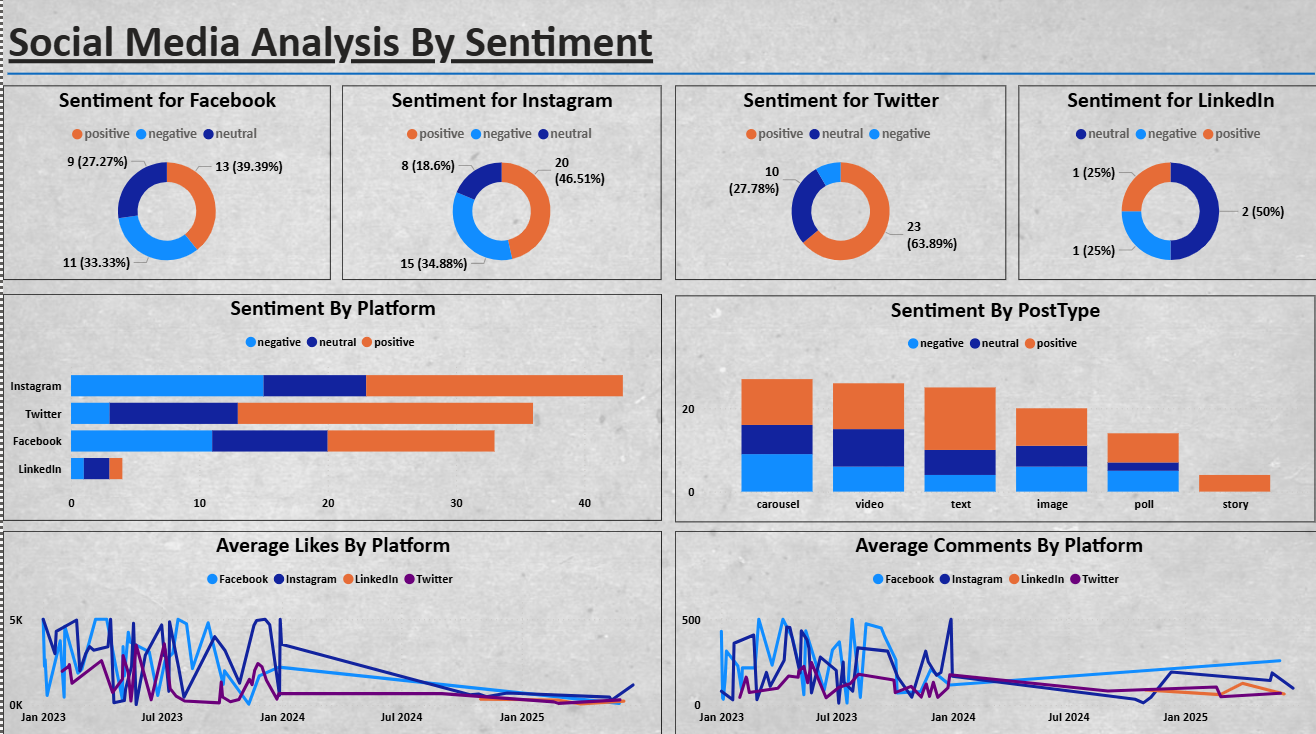 Social Media Analysis By Sentiment
Sentiment for Facebook
positive negative neutral
9 (27.27%)
13 (39.39%)
11 (33.33%)
Sentiment for Instagram
positive negative neutral
8 (18.6%)
20
(46.51%)
15 (34.88%)
Sentiment for Twitter
positive neutral negative
10
(27.78%)
23
(63.89%)
Sentiment for LinkedIn
neutral negative positive
1 (25%)
2 (50%)
1 (25%)
Sentiment By Platform
negative neutral positive
Instagram
Twitter
Facebook
LinkedIn
0 10 20 30 40
Sentiment By PostType
negative neutral positive
20
0
carousel video text image poll story
Average Likes By Platform
Facebook Instagram LinkedIn Twitter
5K
0K
Jan 2023 Jul 2023 Jan 2024 Jul 2024 Jan 2025
Average Comments By Platform
Facebook Instagram LinkedIn Twitter
500
0
Jan 2023 Jul 2023 Jan 2024 Jul 2024 Jan 2025